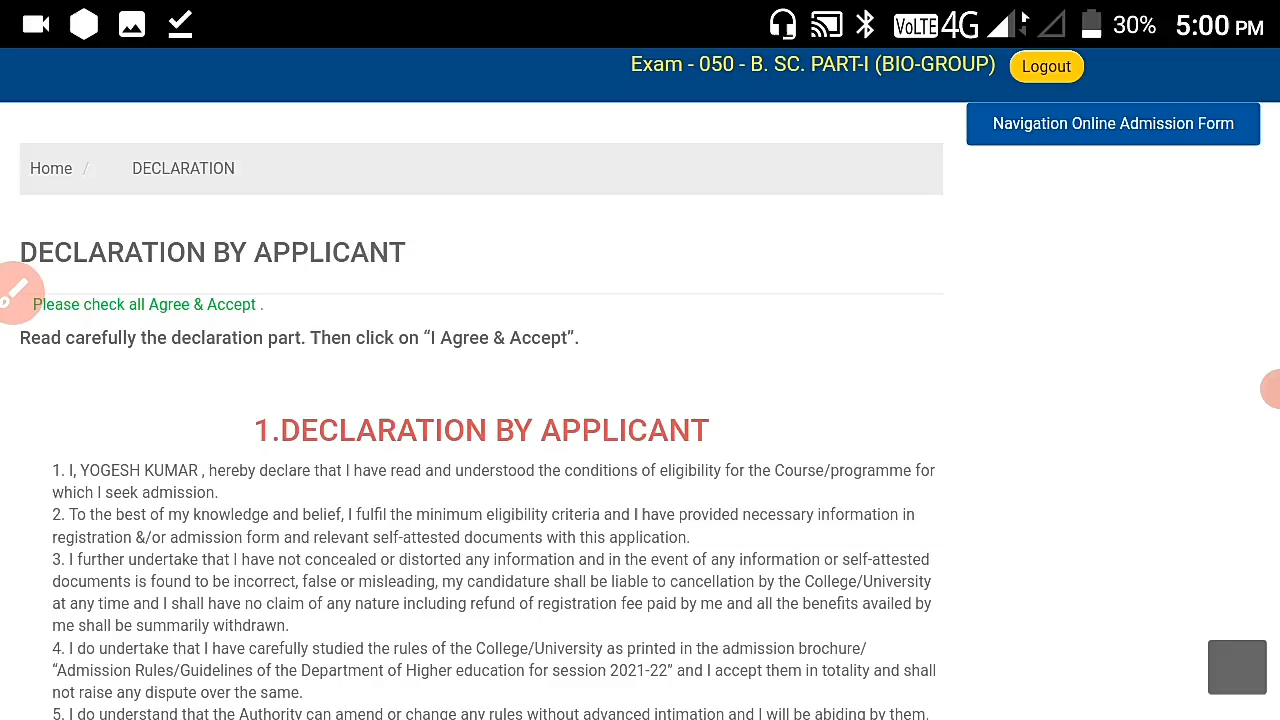 VoLTE 4G 30% 5:00 PM
Exam - 050 - B. SC. PART-I (BIO-GROUP) Logout
Navigation Online Admission Form
Home / DECLARATION
DECLARATION BY APPLICANT
Please check all Agree & Accept .
Read carefully the declaration part. Then click on “I Agree & Accept”.
1.DECLARATION BY APPLICANT
1. I, YOGESH KUMAR , hereby declare that I have read and understood the conditions of eligibility for the Course/programme for
which I seek admission.
2. To the best of my knowledge and belief, I fulfil the minimum eligibility criteria and I have provided necessary information in
registration &/or admission form and relevant self-attested documents with this application.
3. I further undertake that I have not concealed or distorted any information and in the event of any information or self-attested
documents is found to be incorrect, false or misleading, my candidature shall be liable to cancellation by the College/University
at any time and I shall have no claim of any nature including refund of registration fee paid by me and all the benefits availed by
me shall be summarily withdrawn.
4. I do undertake that I have carefully studied the rules of the College/University as printed in the admission brochure/
“Admission Rules/Guidelines of the Department of Higher education for session 2021-22” and I accept them in totality and shall
not raise any dispute over the same.
5. I do understand that the Authority can amend or change any rules without advanced intimation and I will be abiding by them.